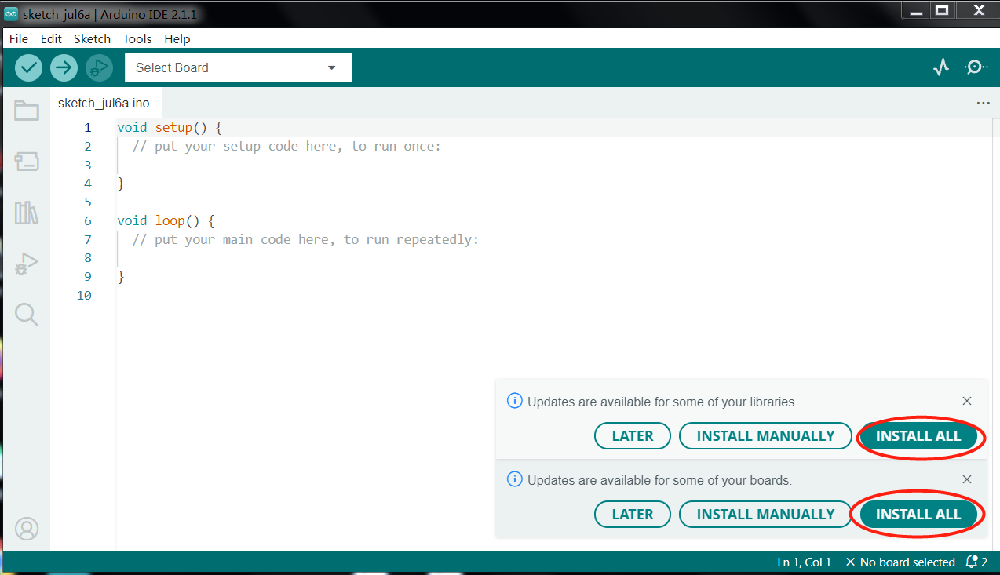 sketch_jul6a | Arduino IDE 2.1.1
File Edit Sketch Tools Help
Select Board
sketch_jul6a.ino
1 void setup() {
2 // put your setup code here, to run once:
3
4 }
5
6 void loop() {
7 // put your main code here, to run repeatedly:
8
9 }
10
Updates are available for some of your libraries.
LATER INSTALL MANUALLY INSTALL ALL
Updates are available for some of your boards.
LATER INSTALL MANUALLY INSTALL ALL
Ln 1, Col 1 × No board selected 2